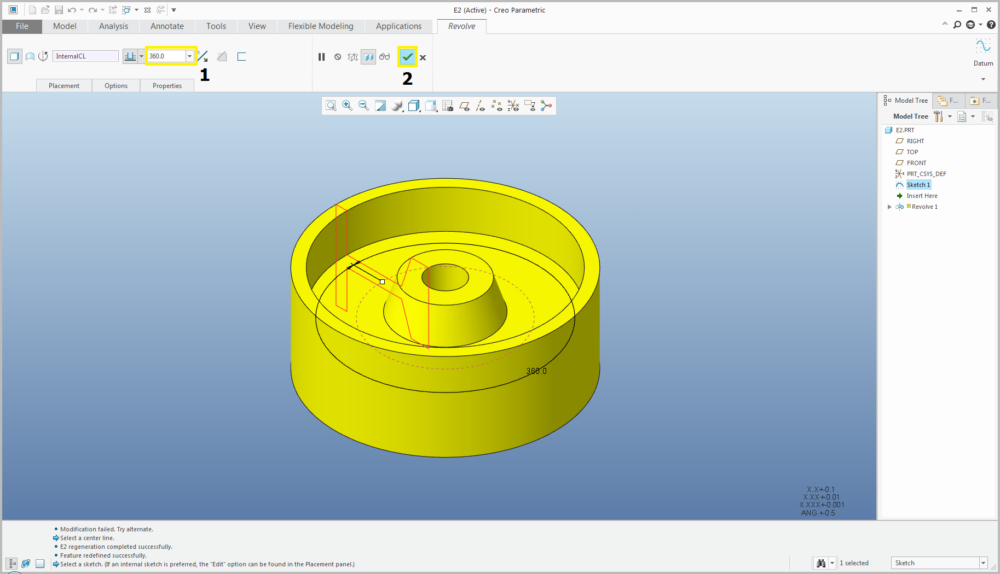 E2 (Active) - Creo Parametric
File Model Analysis Annotate Tools View Flexible Modeling Applications Revolve
InternalCL 360.0
1
2
Datum
Placement Options Properties
Model Tree F... F...
Model Tree
E2.PRT
RIGHT
TOP
FRONT
PRT_CSYS_DEF
Sketch 1
Insert Here
Revolve 1
360.0
X.X+-0.1
X.XX+-0.01
X.XXX+-0.001
ANG.+-0.5
Modification failed. Try alternate.
Select a center line.
E2 regeneration completed successfully.
Feature redefined successfully.
Select a sketch. (If an internal sketch is preferred, the "Edit" option can be found in the Placement panel.)
1 selected
Sketch